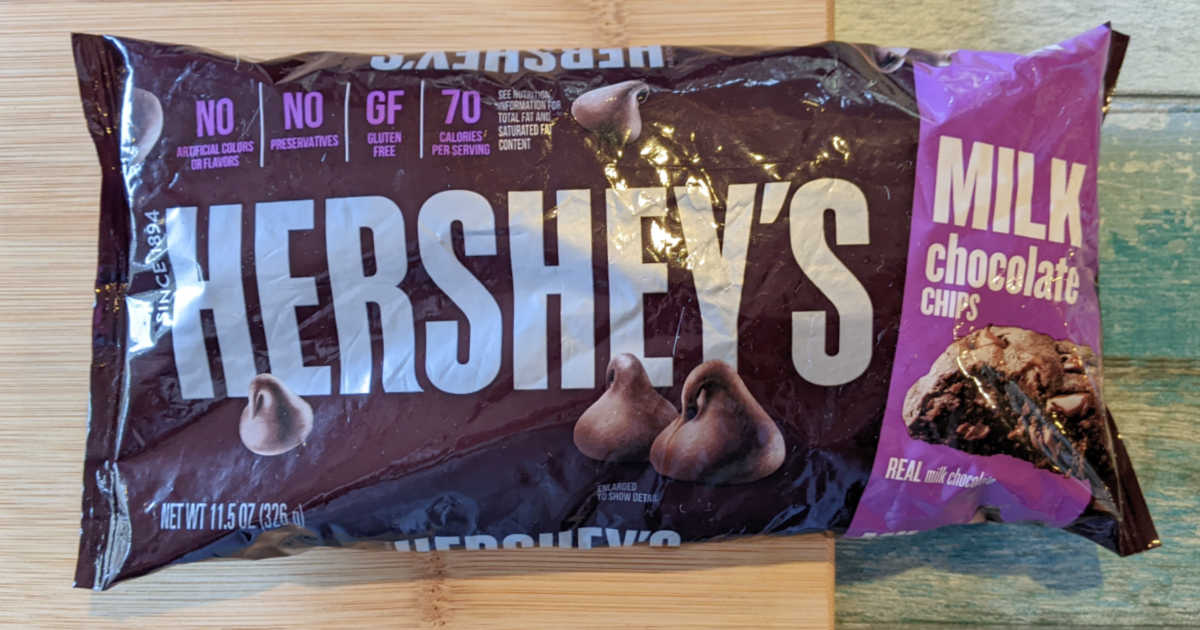 HERSHEY'S
NO
ARTIFICIAL COLORS
OR FLAVORS
NO
PRESERVATIVES
GF
GLUTEN
FREE
70
CALORIES
PER SERVING
SEE NUTRITION
INFORMATION FOR
TOTAL FAT AND
SATURATED FAT
CONTENT
SINCE 1894
HERSHEY'S
MILK
chocolate
CHIPS
REAL milk chocolate
ENLARGED
TO SHOW DETAIL
NET WT 11.5 OZ (326 g)
HERSHEY'S